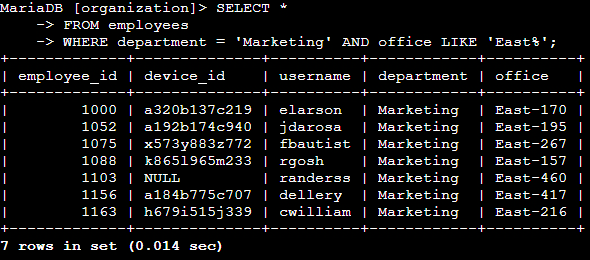 MariaDB [organization]> SELECT *
    -> FROM employees
    -> WHERE department = 'Marketing' AND office LIKE 'East%';
+-------------+--------------+----------+------------+----------+
| employee_id | device_id    | username | department | office   |
+-------------+--------------+----------+------------+----------+
|        1000 | a320b137c219 | elarson  | Marketing  | East-170 |
|        1052 | a192b174c940 | jdarosa  | Marketing  | East-195 |
|        1075 | x573y883z772 | fbautist | Marketing  | East-267 |
|        1088 | k865l965m233 | rgosh    | Marketing  | East-157 |
|        1103 | NULL         | randerss | Marketing  | East-460 |
|        1156 | a184b775c707 | dellery  | Marketing  | East-417 |
|        1163 | h679i515j339 | cwilliam | Marketing  | East-216 |
+-------------+--------------+----------+------------+----------+
7 rows in set (0.014 sec)